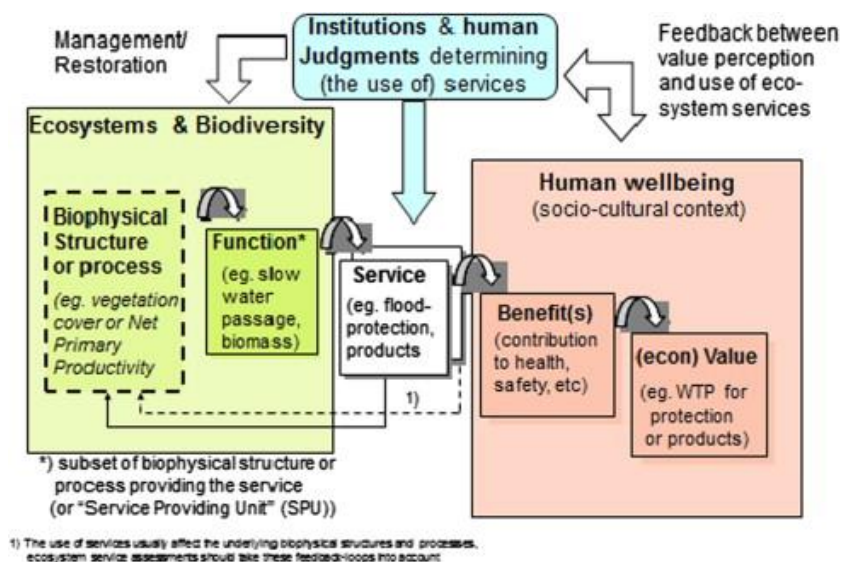 Management/
Restoration
Institutions & human
Judgments determining
(the use of) services
Feedback between
value perception
and use of eco-
system services
Ecosystems & Biodiversity
Biophysical
Structure
or process
(eg. vegetation
cover or Net
Primary
Productivity
Function*
(eg. slow
water
passage,
biomass)
Service
(eg. flood-
protection,
products
Human wellbeing
(socio-cultural context)
Benefit(s)
(contribution
to health,
safety, etc)
(econ) Value
(eg. WTP for
protection
or products)
1)
*) subset of biophysical structure or
process providing the service
(or "Service Providing Unit" (SPU))
1) The use of services usually affect the underlying biophysical structures and processes,
ecosystem service assessments should take these feedback-loops into account